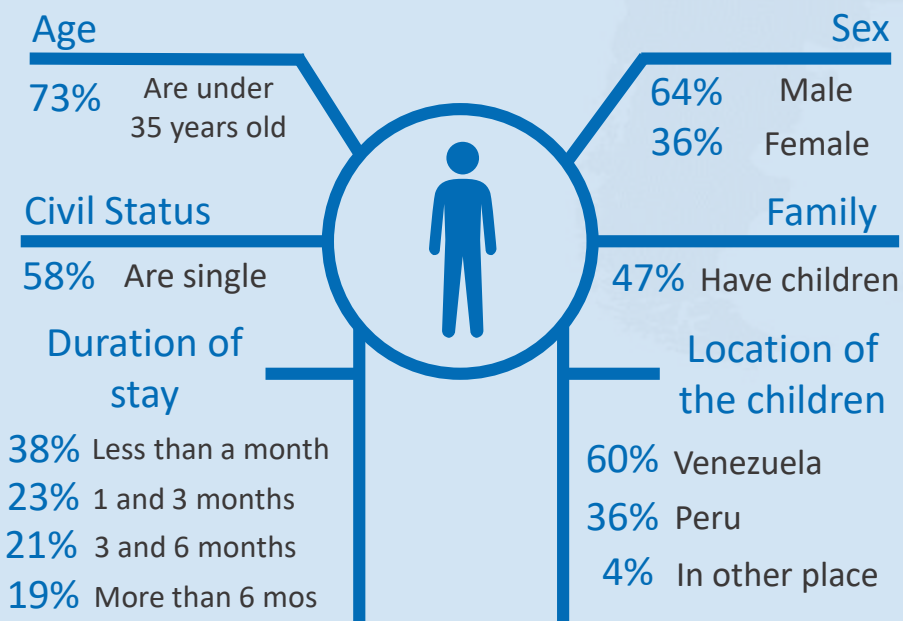 Age
73% Are under
35 years old
Sex
64% Male
36% Female
Civil Status
58% Are single
Family
47% Have children
Duration of
stay
38% Less than a month
23% 1 and 3 months
21% 3 and 6 months
19% More than 6 mos
Location of
the children
60% Venezuela
36% Peru
4% In other place